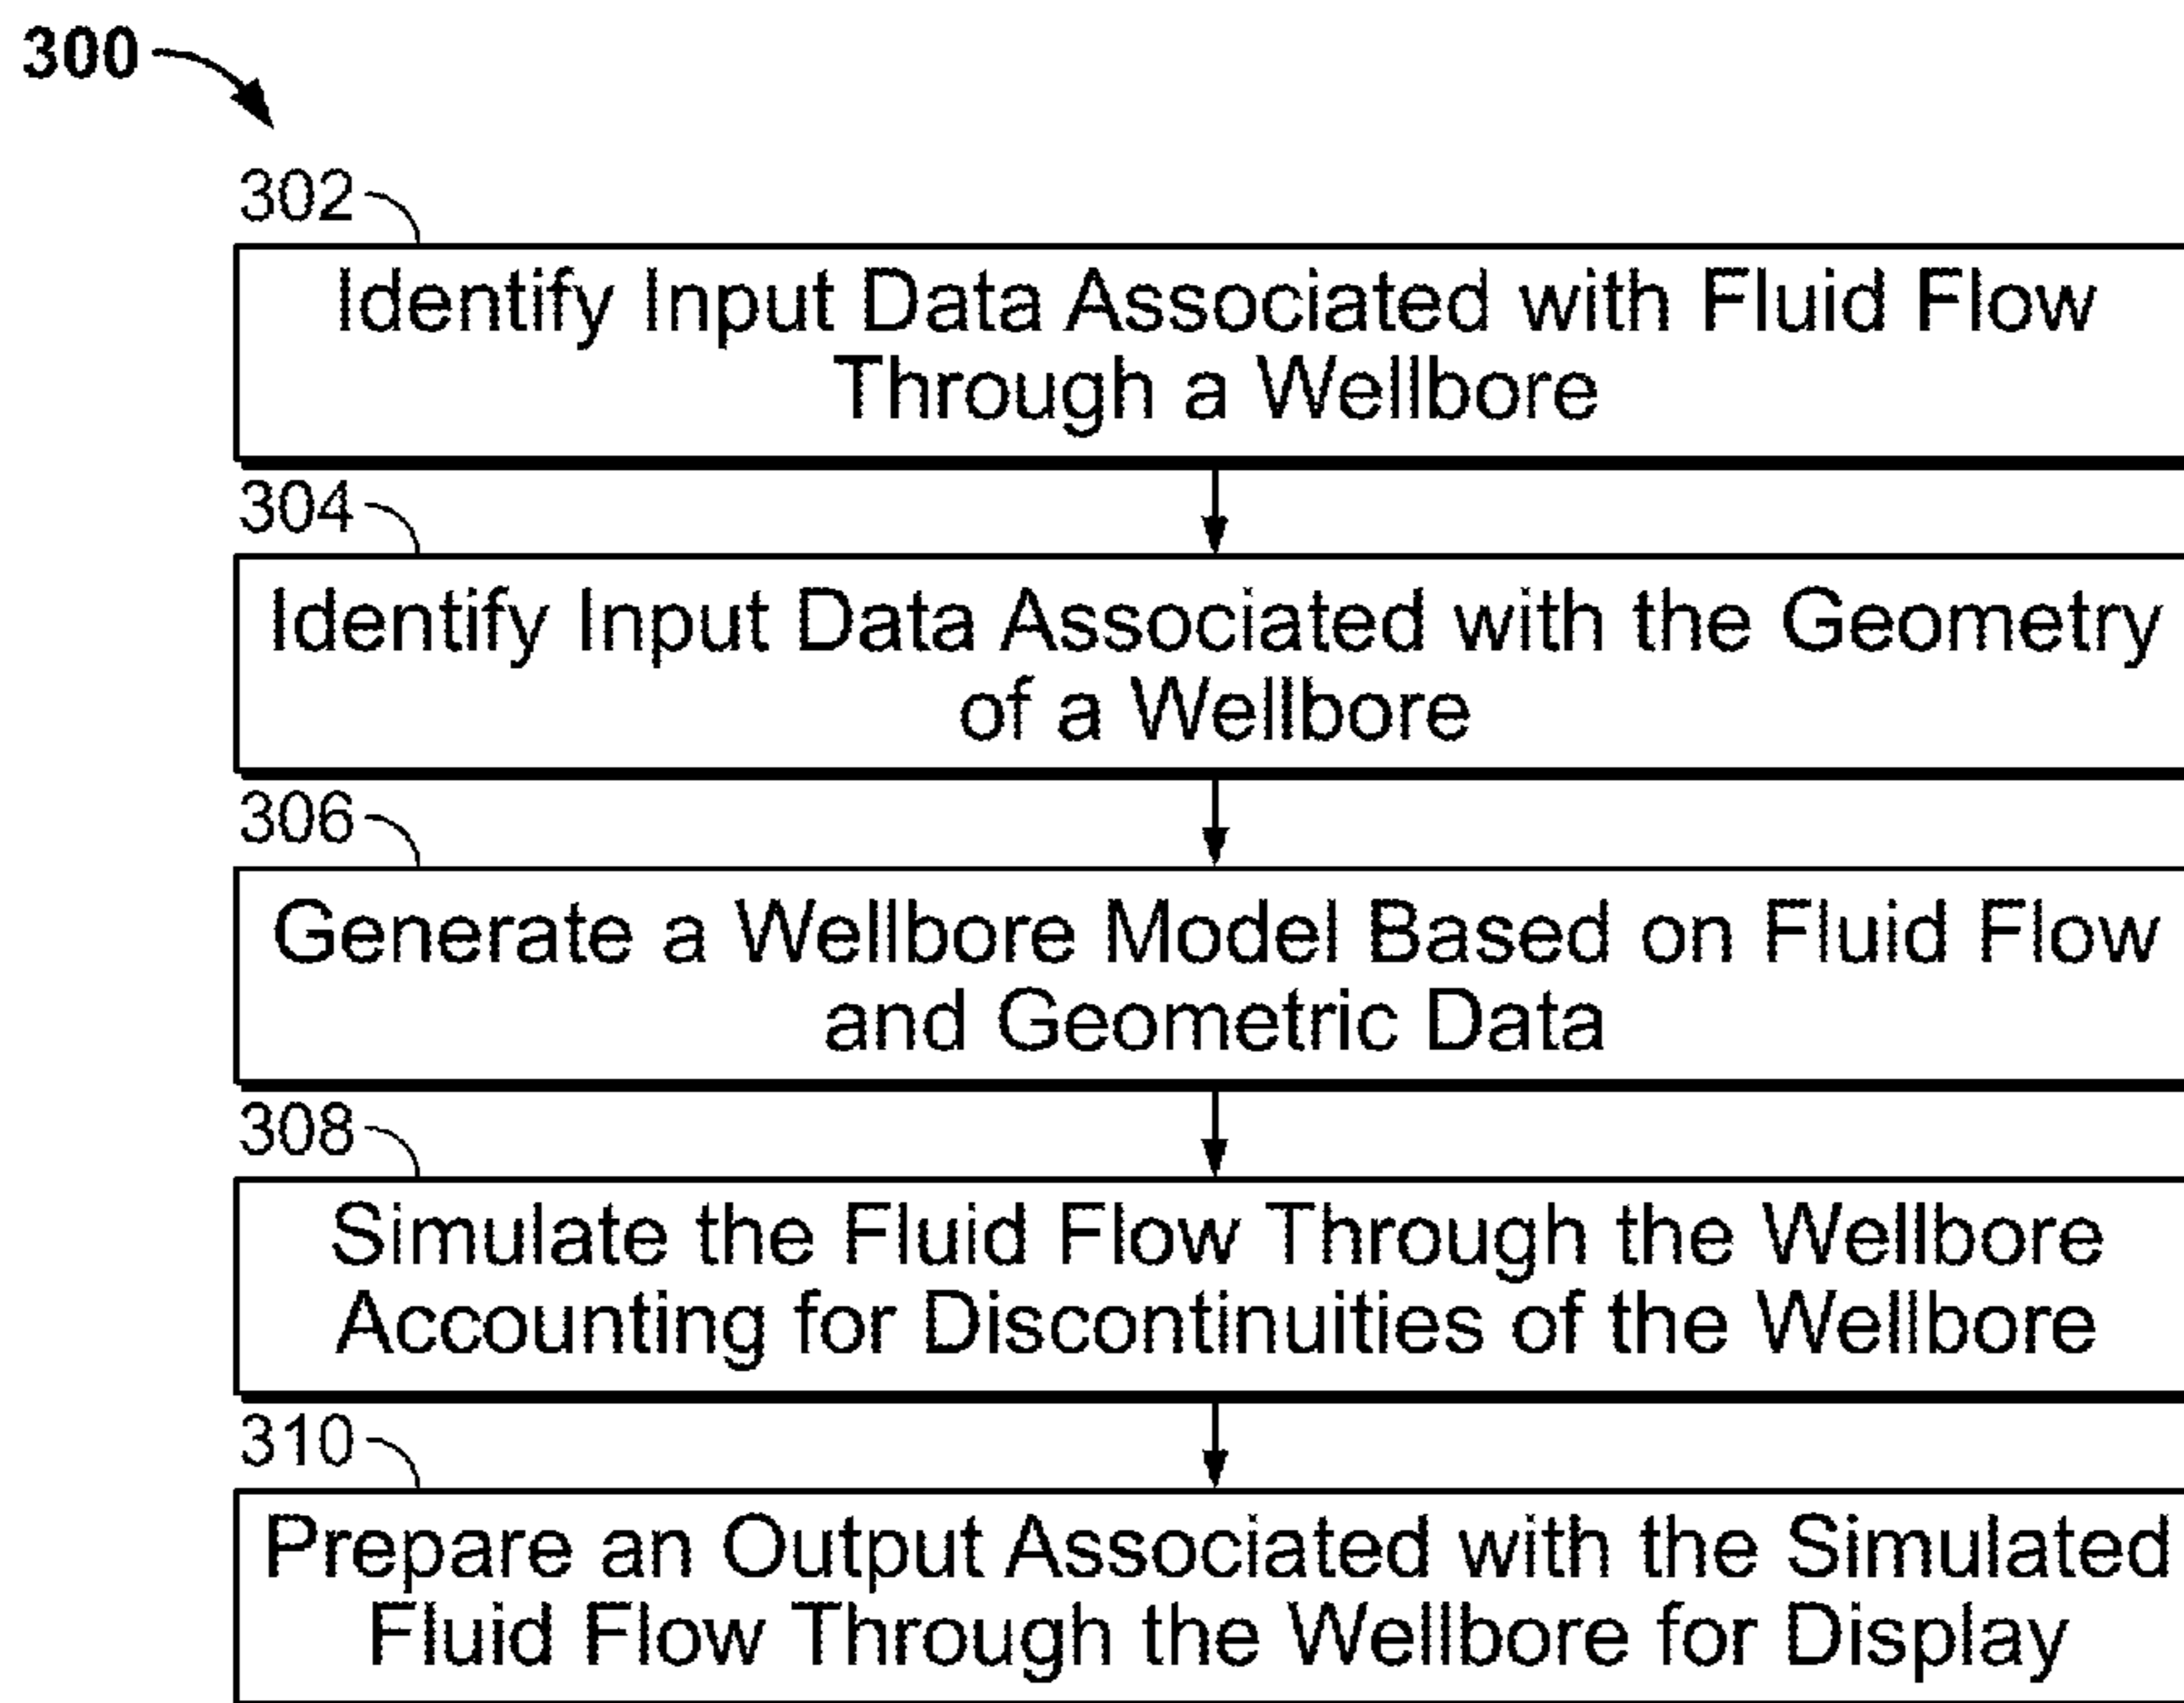 300
302
Identify Input Data Associated with Fluid Flow
Through a Wellbore
304
Identify Input Data Associated with the Geometry
of a Wellbore
306
Generate a Wellbore Model Based on Fluid Flow
and Geometric Data
308
Simulate the Fluid Flow Through the Wellbore
Accounting for Discontinuities of the Wellbore
310
Prepare an Output Associated with the Simulated
Fluid Flow Through the Wellbore for Display